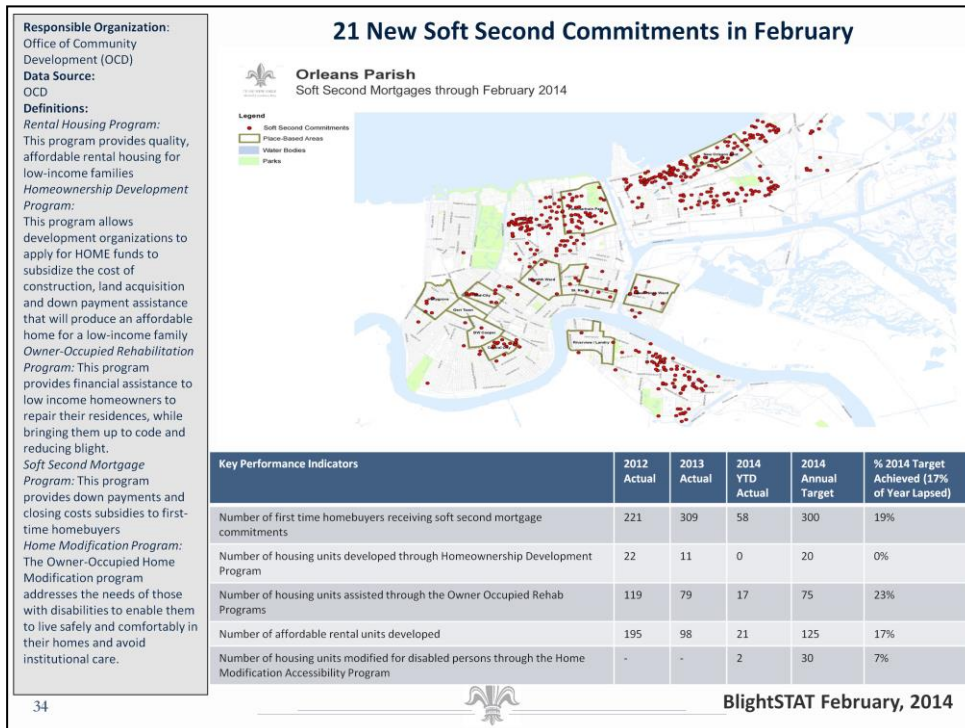 Responsible Organization:
Office of Community
Development (OCD)
Data Source:
OCD
Definitions:
Rental Housing Program:
This program provides quality,
affordable rental housing for
low-income families
Homeownership Development
Program:
This program allows
development organizations to
apply for HOME funds to
subsidize the cost of
construction, land acquisition
and down payment assistance
that will produce an affordable
home for a low-income family
Owner-Occupied Rehabilitation
Program: This program
provides financial assistance to
low income homeowners to
repair their residences, while
bringing them up to code and
reducing blight.
Soft Second Mortgage
Program: This program
provides down payments and
closing costs subsidies to first-
time homebuyers
Home Modification Program:
The Owner-Occupied Home
Modification program
addresses the needs of those
with disabilities to enable them
to live safely and comfortably in
their homes and avoid
institutional care.
21 New Soft Second Commitments in February
Orleans Parish
Soft Second Mortgages through February 2014
Legend
Soft Second Commitments
Place-Based Areas
Water Bodies
Parks
Key Performance Indicators 2012 Actual 2013 Actual 2014 YTD Actual 2014 Annual Target % 2014 Target Achieved (17% of Year Lapsed)
Number of first time homebuyers receiving soft second mortgage
commitments 221 309 58 300 19%
Number of housing units developed through Homeownership Development
Program 22 11 0 20 0%
Number of housing units assisted through the Owner Occupied Rehab
Programs 119 79 17 75 23%
Number of affordable rental units developed 195 98 21 125 17%
Number of housing units modified for disabled persons through the Home
Modification Accessibility Program - - 2 30 7%
34
BlightSTAT February, 2014